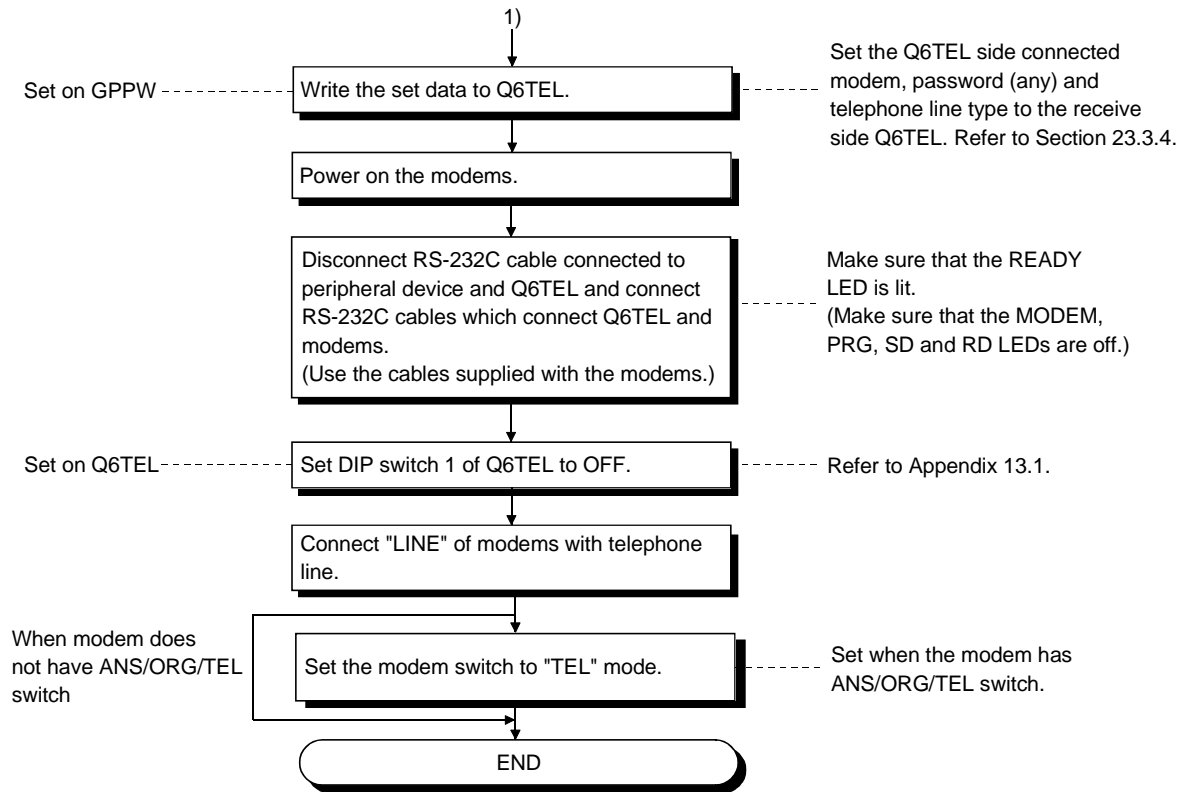 1)
Set on GPPW
Write the set data to Q6TEL.
Set the Q6TEL side connected
modem, password (any) and
telephone line type to the receive
side Q6TEL. Refer to Section 23.3.4.
Power on the modems.
Disconnect RS-232C cable connected to
peripheral device and Q6TEL and connect
RS-232C cables which connect Q6TEL and
modems.
(Use the cables supplied with the modems.)
Make sure that the READY
LED is lit.
(Make sure that the MODEM,
PRG, SD and RD LEDs are off.)
Set on Q6TEL
Set DIP switch 1 of Q6TEL to OFF.
Refer to Appendix 13.1.
Connect "LINE" of modems with telephone
line.
When modem does
not have ANS/ORG/TEL
switch
Set the modem switch to "TEL" mode.
Set when the modem has
ANS/ORG/TEL switch.
END